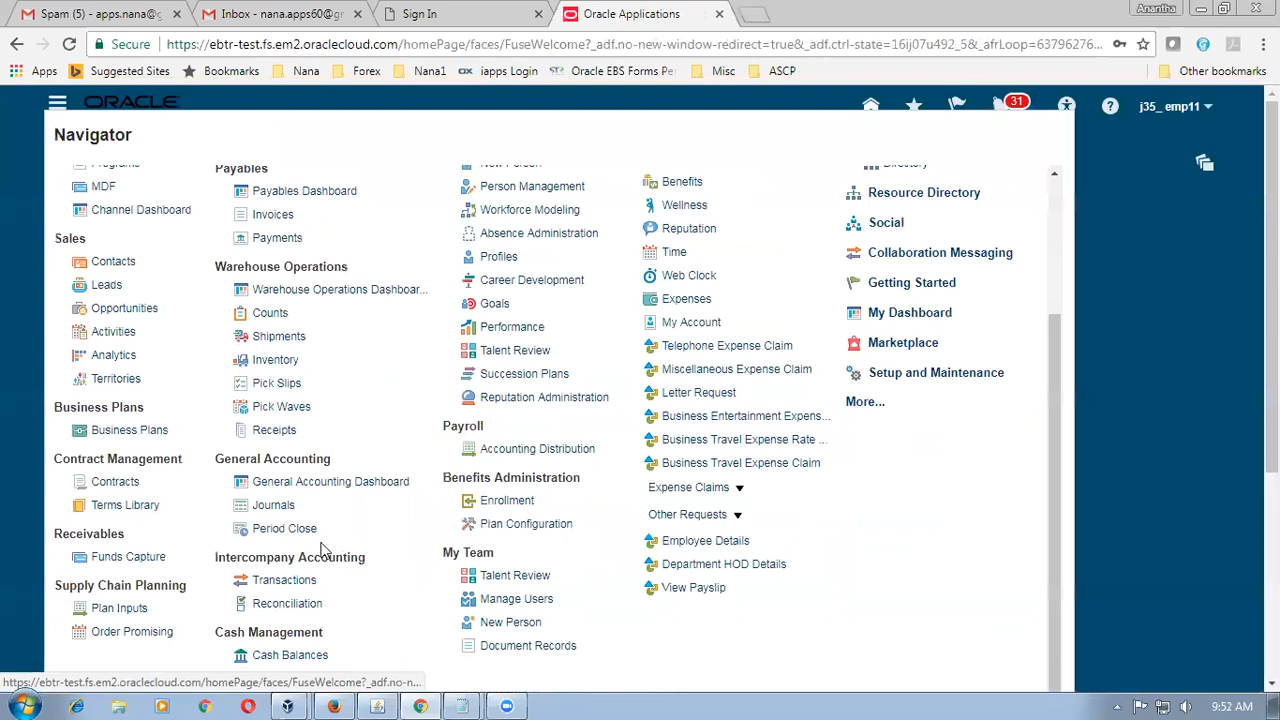 Spam (5) - apps.nana@g
Inbox - nana.apps60@gr
Sign In
Oracle Applications
Anantha
Secure
https://ebtr-test.fs.em2.oraclecloud.com/homePage/faces/FuseWelcome?_adf.no-new-window-redirect=true&_adf.ctrl-state=16ij07u492_5&_afrLoop=63796276...
Apps
Suggested Sites
Bookmarks
Nana
Forex
Nana1
iapps Login
Oracle EBS Forms Pe
Misc
ASCP
Other bookmarks
ORACLE
31
j35_ emp11
Navigator
Programs
MDF
Channel Dashboard
Sales
Contacts
Leads
Opportunities
Activities
Analytics
Territories
Business Plans
Business Plans
Contract Management
Contracts
Terms Library
Receivables
Funds Capture
Supply Chain Planning
Plan Inputs
Order Promising
Payables
Payables Dashboard
Invoices
Payments
Warehouse Operations
Warehouse Operations Dashboar...
Counts
Shipments
Inventory
Pick Slips
Pick Waves
Receipts
General Accounting
General Accounting Dashboard
Journals
Period Close
Intercompany Accounting
Transactions
Reconciliation
Cash Management
Cash Balances
New Person
Person Management
Workforce Modeling
Absence Administration
Profiles
Career Development
Goals
Performance
Talent Review
Succession Plans
Reputation Administration
Payroll
Accounting Distribution
Benefits Administration
Enrollment
Plan Configuration
My Team
Talent Review
Manage Users
New Person
Document Records
Benefits
Wellness
Reputation
Time
Web Clock
Expenses
My Account
Telephone Expense Claim
Miscellaneous Expense Claim
Letter Request
Business Entertainment Expens...
Business Travel Expense Rate ...
Business Travel Expense Claim
Expense Claims
Other Requests
Employee Details
Department HOD Details
View Payslip
Directory
Resource Directory
Social
Collaboration Messaging
Getting Started
My Dashboard
Marketplace
Setup and Maintenance
More...
https://ebtr-test.fs.em2.oraclecloud.com/homePage/faces/FuseWelcome?_adf.no-n...
9:52 AM